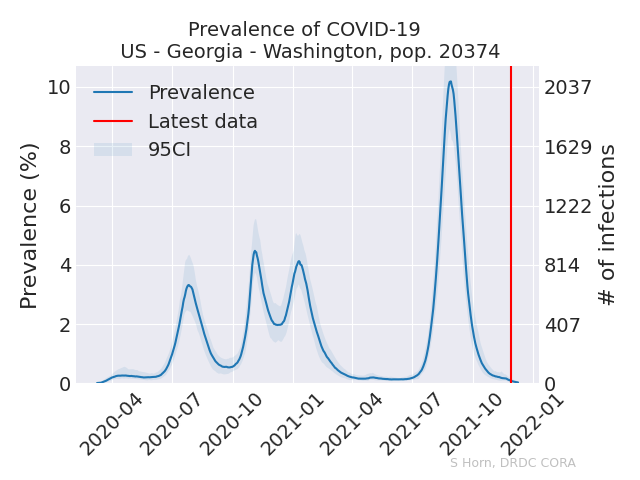 Prevalence of COVID-19
US - Georgia - Washington, pop. 20374
Prevalence
Latest data
95CI
Prevalence (%)
10
8
6
4
2
0
# of infections
2037
1629
1222
814
407
0
2020-04
2020-07
2020-10
2021-01
2021-04
2021-07
2021-10
2022-01
S Horn, DRDC CORA